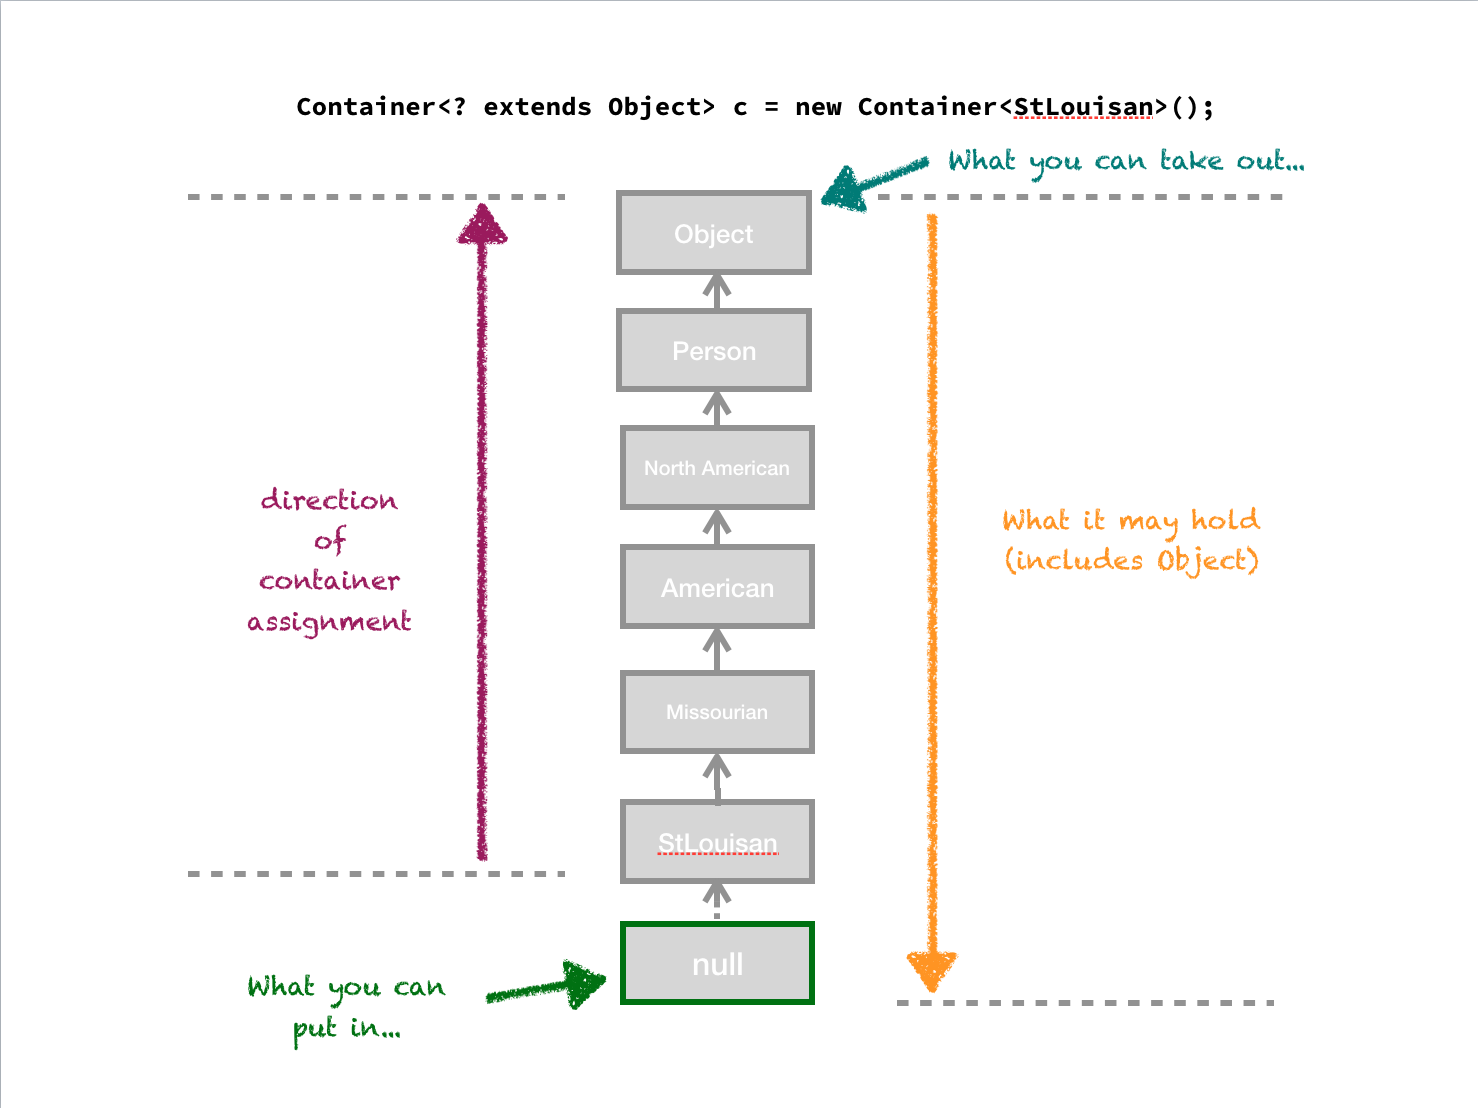 Container<? extends Object> c = new Container<StLouisan>();
What you can take out...
Object
Person
North American
direction
of
container
assignment
What it may hold
(includes Object)
American
Missourian
StLouisan
null
What you can
put in...